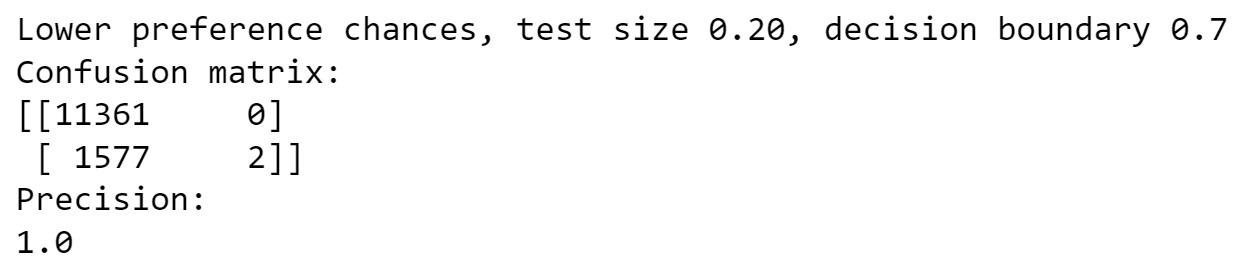 Lower preference chances, test size 0.20, decision boundary 0.7
Confusion matrix:
[[11361     0]
 [ 1577     2]]
Precision:
1.0